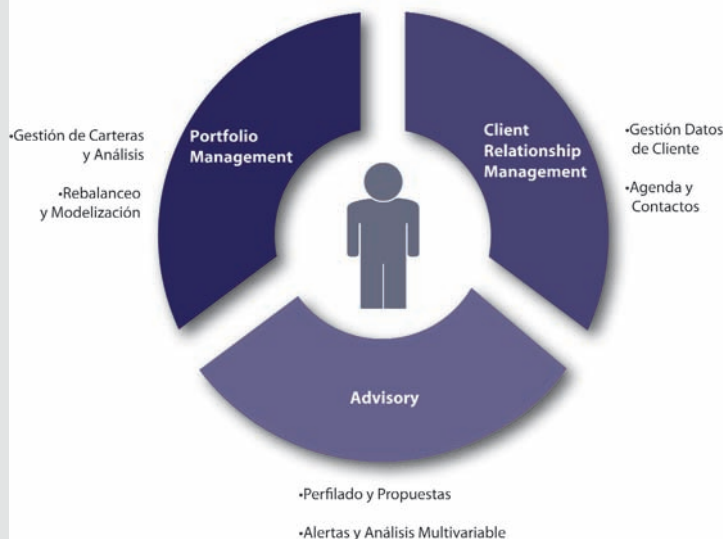 •Gestión de Carteras
y Análisis
•Rebalanceo
y Modelización
Portfolio
Management
Client
Relationship
Management
•Gestión Datos
de Cliente
•Agenda y
Contactos
Advisory
•Perfilado y Propuestas
•Alertas y Análisis Multivariable